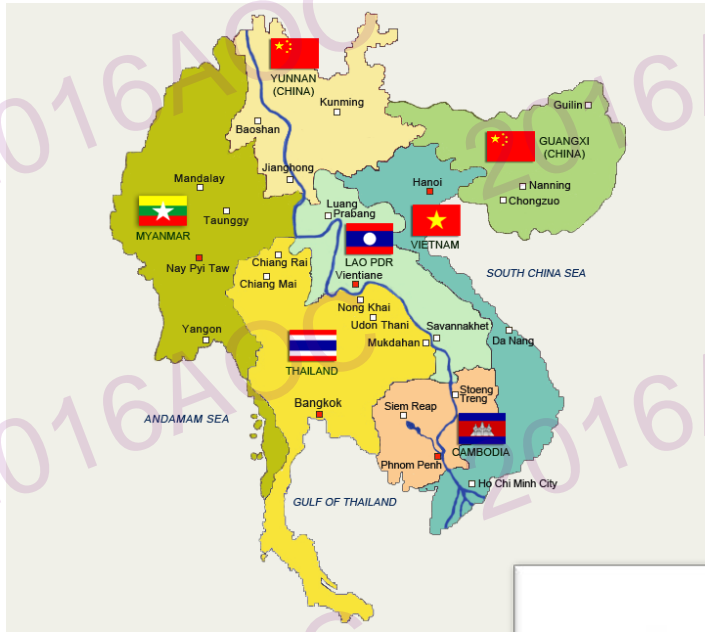 YUNNAN
(CHINA)
Kunming
Baoshan
Guilin
GUANGXI
(CHINA)
Jianghong
Mandalay
Hanoi
Nanning
Chongzuo
Luang
Prabang
Taunggy
MYANMAR
VIETNAM
LAO PDR
Nay Pyi Taw
Chiang Rai
Chiang Mai
Vientiane
SOUTH CHINA SEA
Nong Khai
Udon Thani
Savannakhet
Yangon
Mukdahan
Da Nang
THAILAND
Stoeng
Treng
Bangkok
Siem Reap
ANDAMAM SEA
CAMBODIA
Phnom Penh
Ho Chi Minh City
GULF OF THAILAND
2016AOC